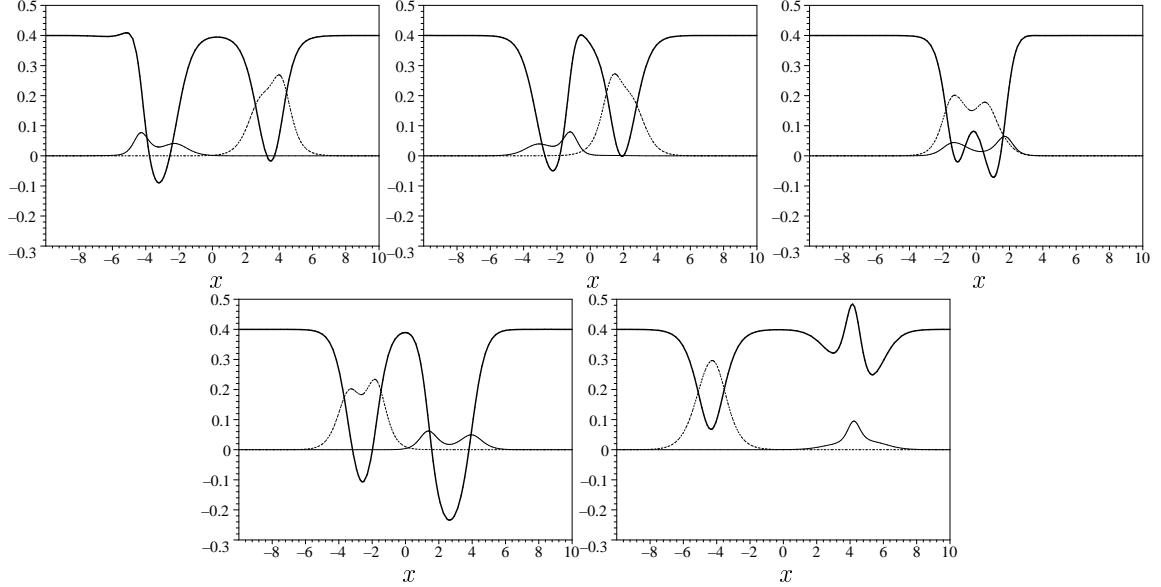 0.5 0.5 0.5
0.4 0.4 0.4
0.3 0.3 0.3
0.2 0.2 0.2
0.1 0.1 0.1
0 0 0
–0.1 –0.1 –0.1
–0.2 –0.2 –0.2
–0.3 –0.3 –0.3
–8 –6 –4 –2 0 2 4 6 8 10 –8 –6 –4 –2 0 2 4 6 8 10 –8 –6 –4 –2 0 2 4 6 8 10
x x x
0.5 0.5
0.4 0.4
0.3 0.3
0.2 0.2
0.1 0.1
0 0
–0.1 –0.1
–0.2 –0.2
–0.3 –0.3
–8 –6 –4 –2 0 2 4 6 8 10 –8 –6 –4 –2 0 2 4 6 8 10
x x